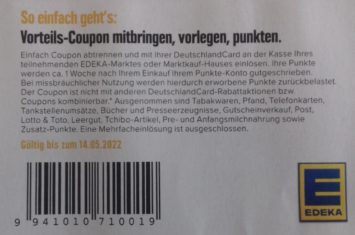 So einfach geht's:
Vorteils-Coupon mitbringen, vorlegen, punkten.
Einfach Coupon abtrennen und mit Ihrer DeutschlandCard an der Kasse Ihres
teilnehmenden EDEKA-Marktes oder Marktkauf-Hauses einlösen. Ihre Punkte
werden ca. 1 Woche nach Ihrem Einkauf Ihrem Punkte-Konto gutgeschrieben.
Bei missbräuchlicher Nutzung werden hierdurch erworbene Punkte zurückbelastet.
Der Coupon ist nicht mit anderen DeutschlandCard-Rabattaktionen bzw
Coupons kombinierbar.* Ausgenommen sind Tabakwaren, Pfand, Telefonkarten,
Tankstellenumsätze, Bücher und Presseerzeugnisse, Gutscheinverkauf, Post,
Lotto & Toto, Leergut, Tchibo-Artikel, Pre- und Anfangsmilchnahrung sowie
Zusatz-Punkte. Eine Mehrfacheinlösung ist ausgeschlossen.
Gültig bis zum 14.05.2022
9 941010 710019
E
EDEKA